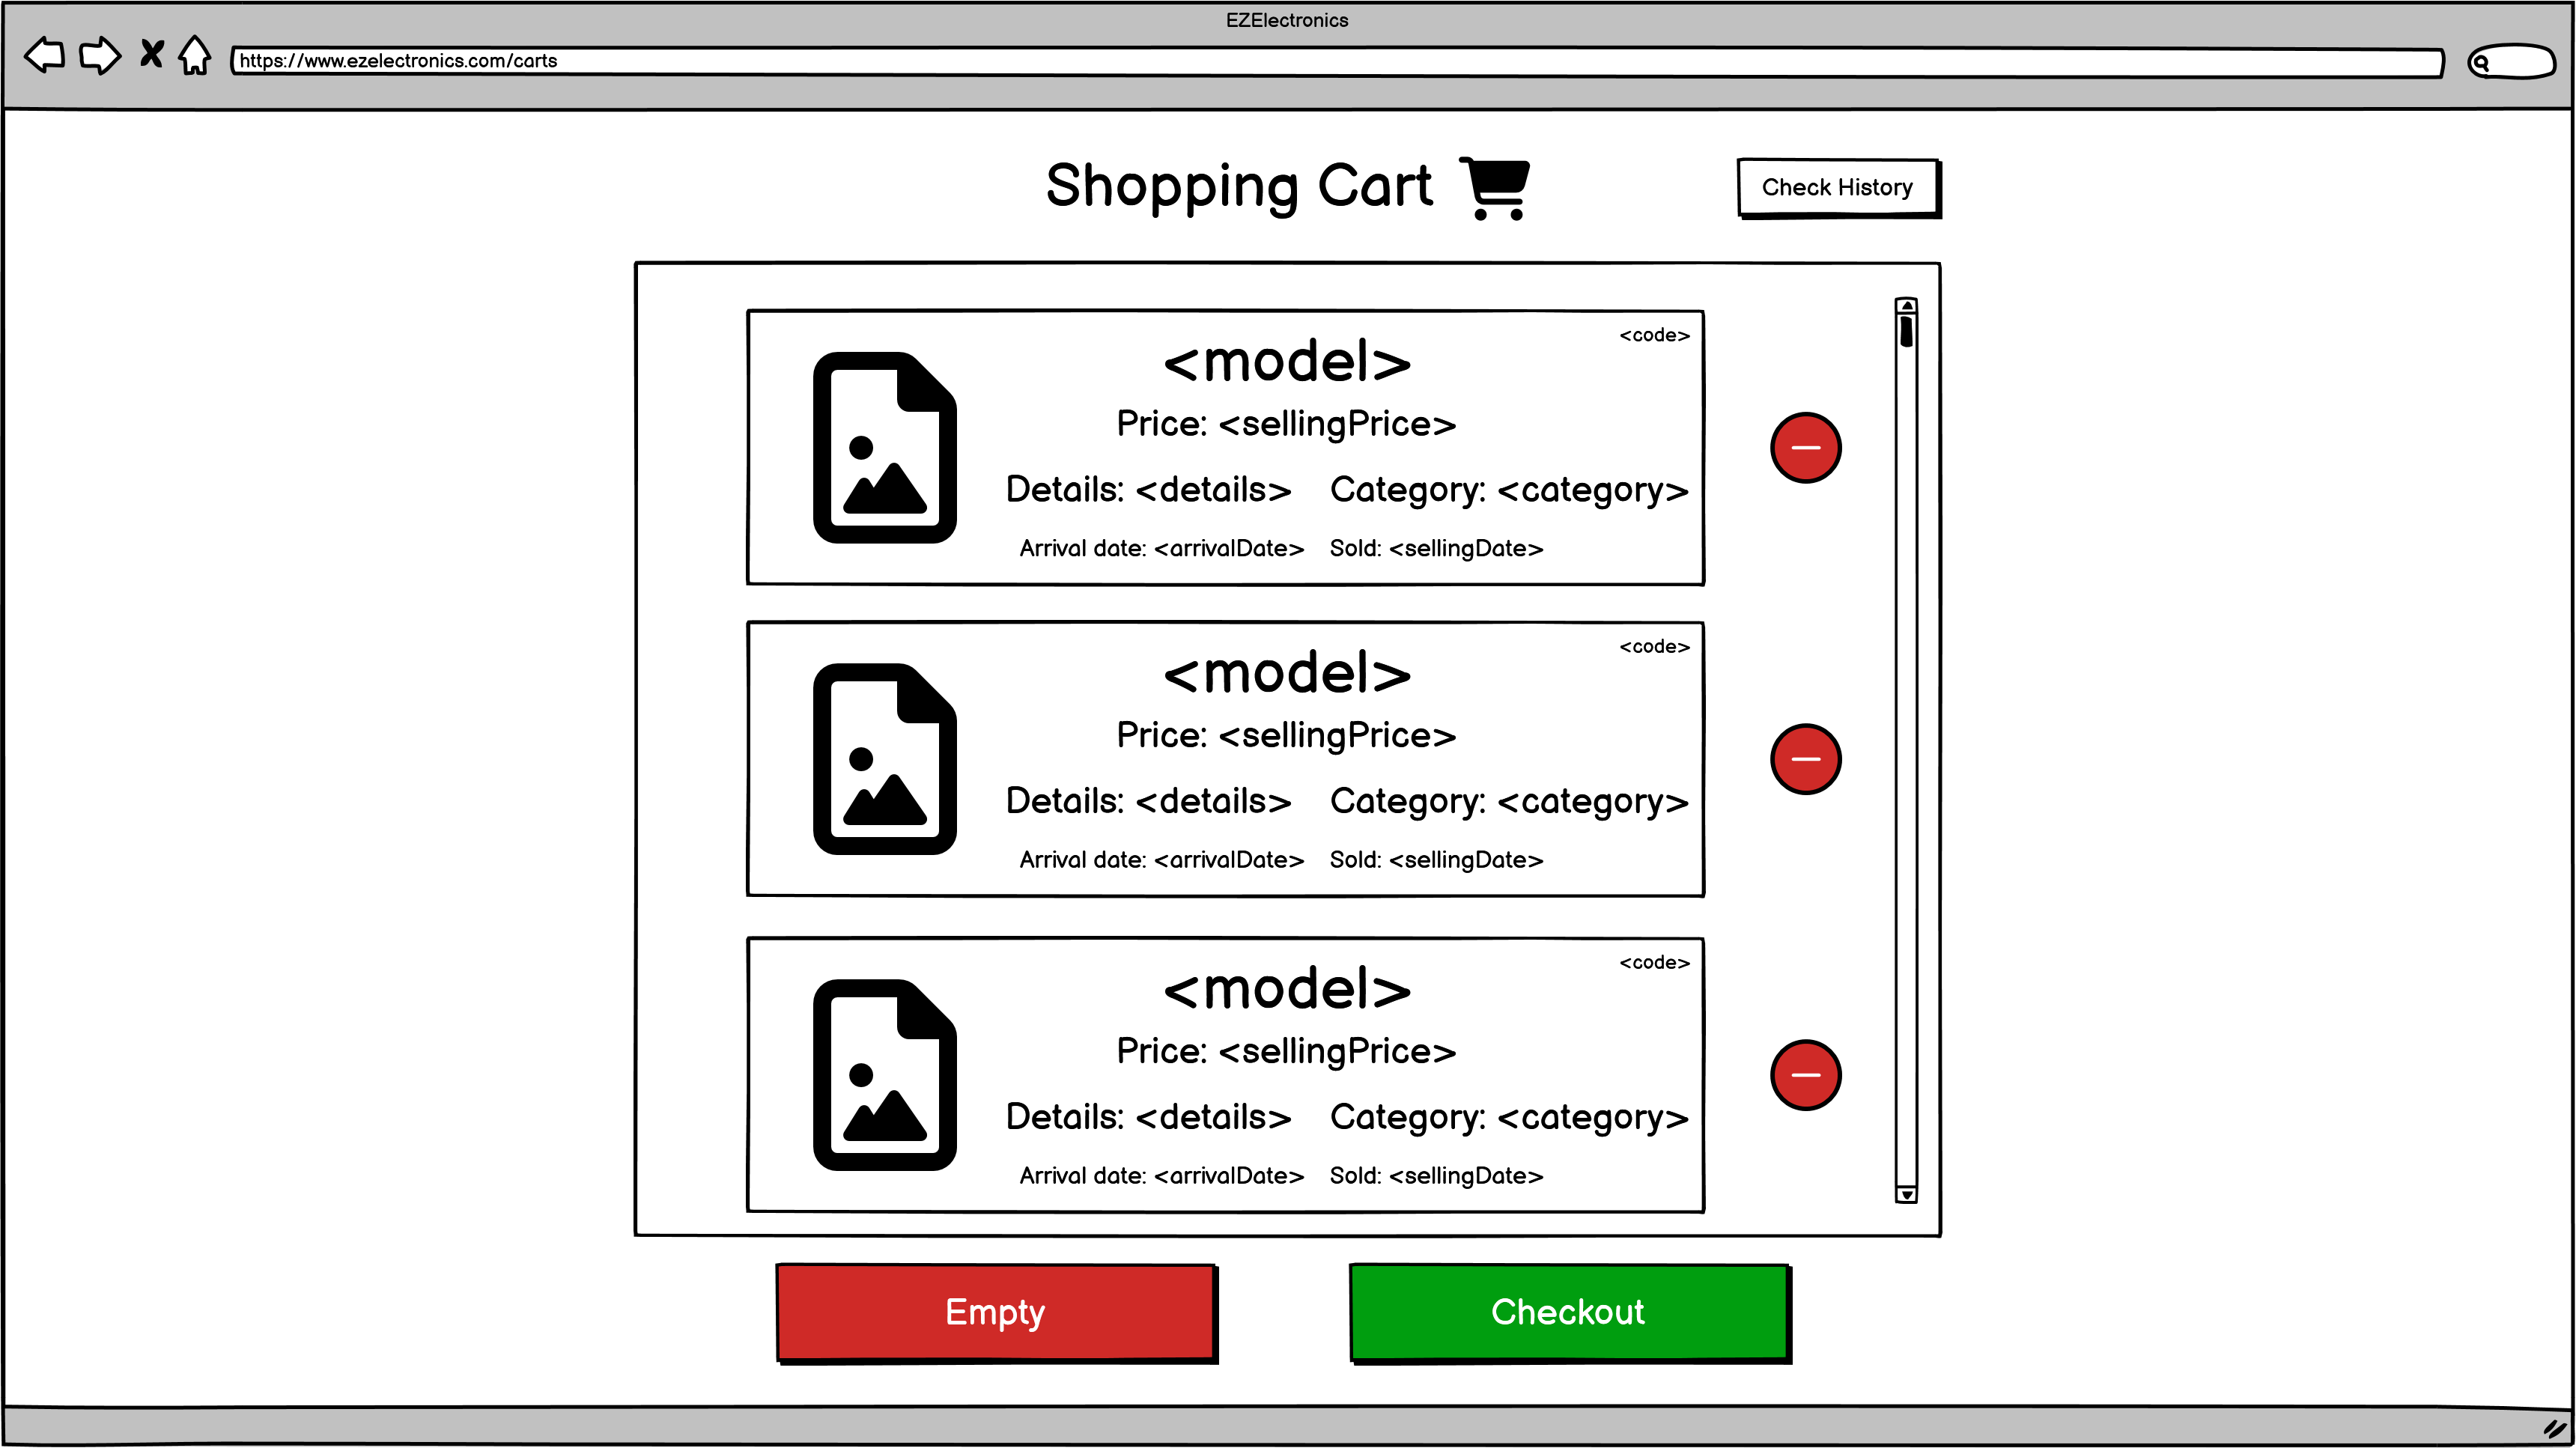 EZElectronics
https://www.ezelectronics.com/carts
Shopping Cart
Check History
<code>
<model>
Price: <sellingPrice>
Details: <details> Category: <category>
Arrival date: <arrivalDate> Sold: <sellingDate>
<code>
<model>
Price: <sellingPrice>
Details: <details> Category: <category>
Arrival date: <arrivalDate> Sold: <sellingDate>
<code>
<model>
Price: <sellingPrice>
Details: <details> Category: <category>
Arrival date: <arrivalDate> Sold: <sellingDate>
Empty
Checkout